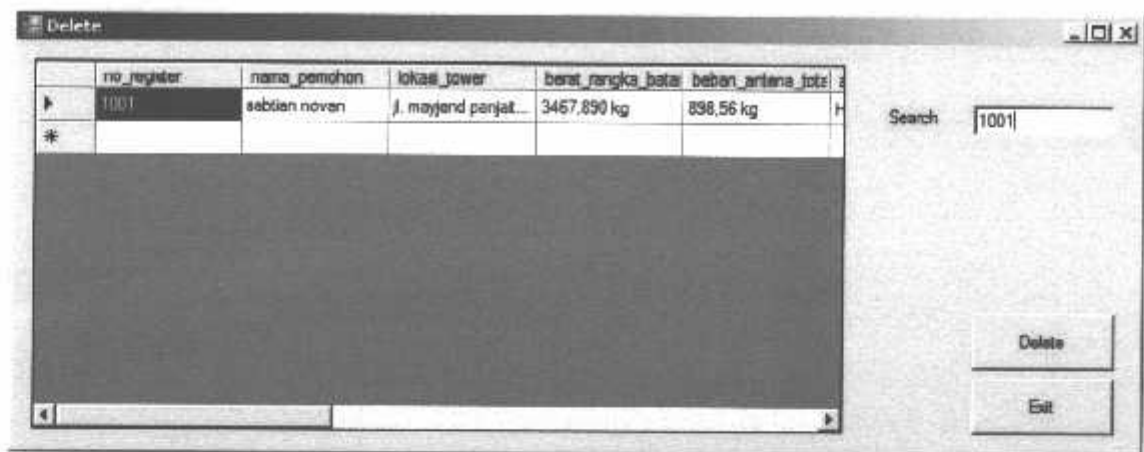 Delete
no_register nama_pemohon lokasi_tower berat_rangka_batan beban_antena_tota
1001 sabtian novan jl. mayjend panjait... 3467,890 kg 898,56 kg H
Search 1001
Delete
Exit